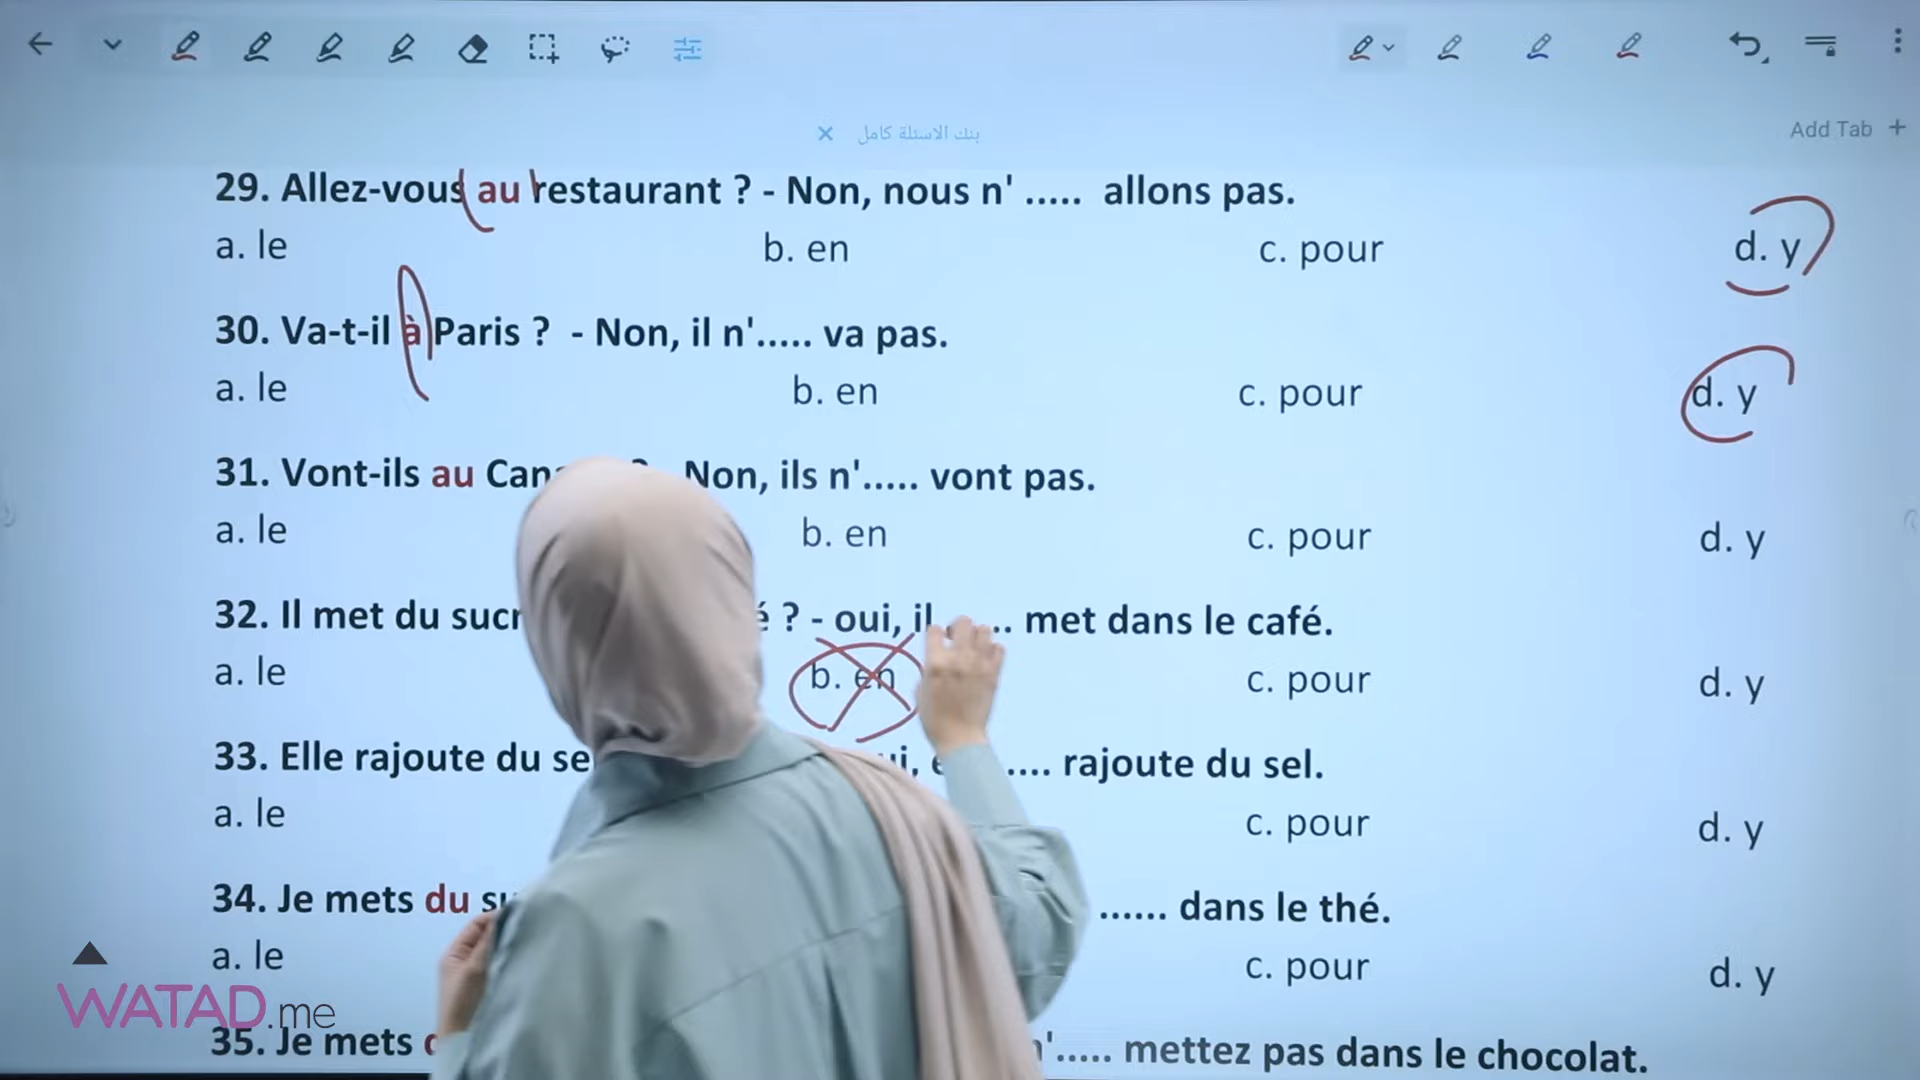 بنك الاسئلة كامل
Add Tab +
29. Allez-vous au restaurant ? - Non, nous n' ..... allons pas.
a. le b. en c. pour d. y
30. Va-t-il à Paris ? - Non, il n'..... va pas.
a. le b. en c. pour d. y
31. Vont-ils au ? - Non, ils n'..... vont pas.
a. le b. en c. pour d. y
32. Il met du ? - oui, il ..... met dans le café.
a. le b. en c. pour d. y
33. Elle rajoute du .... rajoute du sel.
a. le c. pour d. y
34. Je mets du ...... dans le thé.
a. le c. pour d. y
35. Je mets n'..... mettez pas dans le chocolat.
WATAD.me